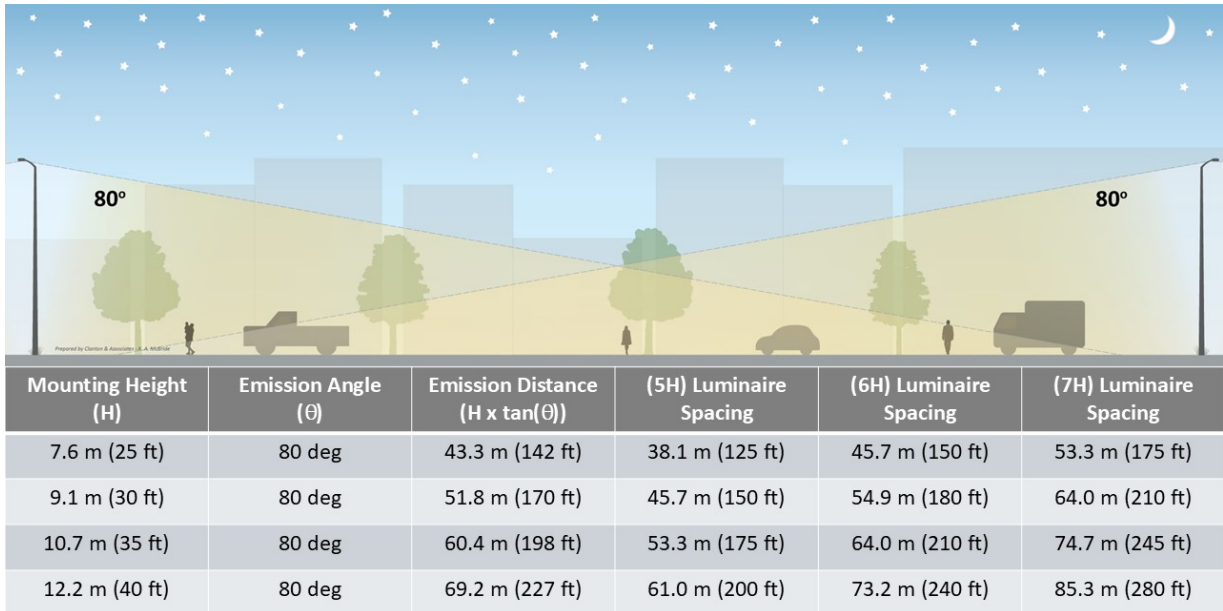 80º
80º
Prepared by Clanton & Associates - K. A. McBride
Mounting Height (H)
Emission Angle (θ)
Emission Distance (H x tan(θ))
(5H) Luminaire Spacing
(6H) Luminaire Spacing
(7H) Luminaire Spacing
7.6 m (25 ft) 80 deg 43.3 m (142 ft) 38.1 m (125 ft) 45.7 m (150 ft) 53.3 m (175 ft)
9.1 m (30 ft) 80 deg 51.8 m (170 ft) 45.7 m (150 ft) 54.9 m (180 ft) 64.0 m (210 ft)
10.7 m (35 ft) 80 deg 60.4 m (198 ft) 53.3 m (175 ft) 64.0 m (210 ft) 74.7 m (245 ft)
12.2 m (40 ft) 80 deg 69.2 m (227 ft) 61.0 m (200 ft) 73.2 m (240 ft) 85.3 m (280 ft)